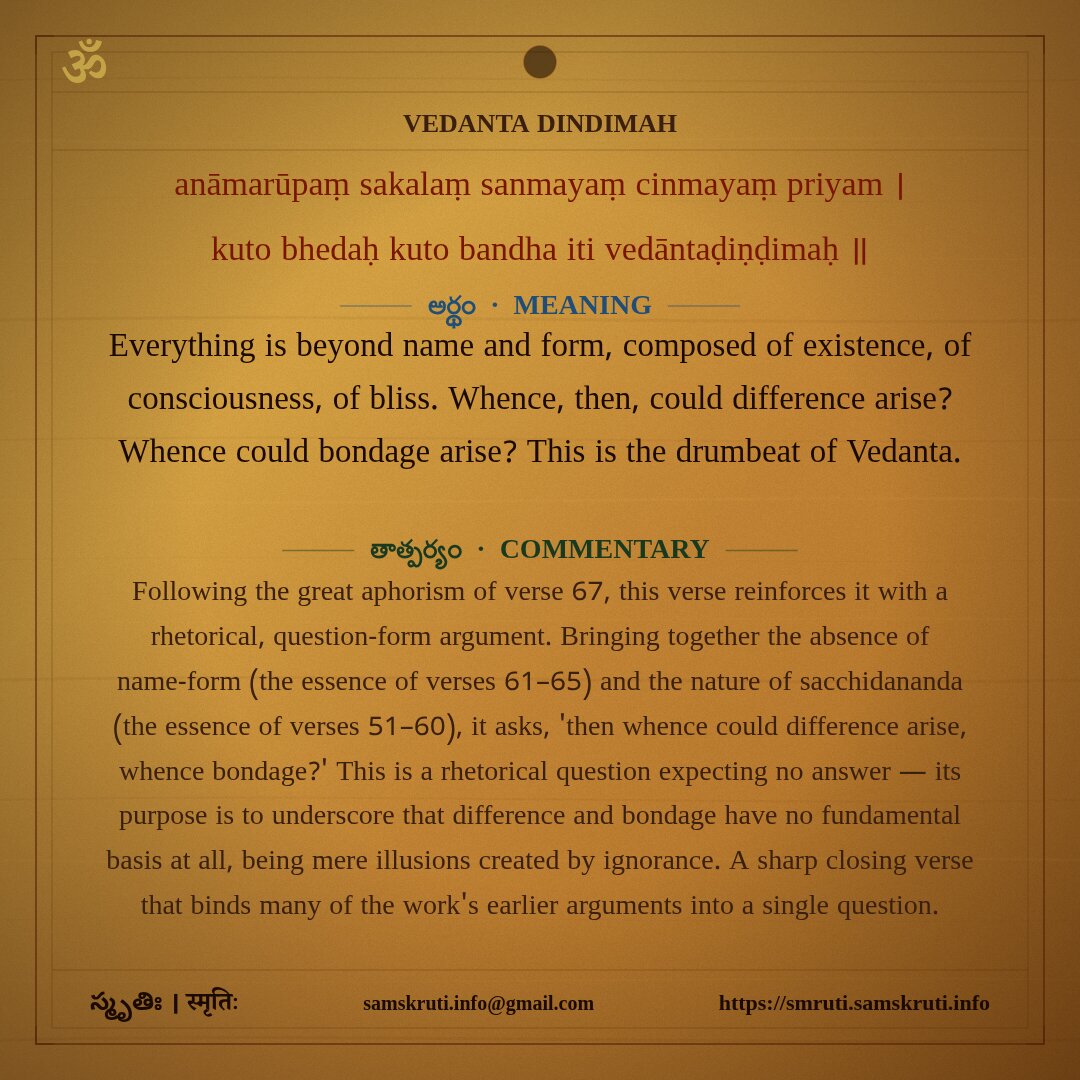 ॐ
VEDANTA DINDIMAH
anāmarūpaṃ sakalaṃ sanmayaṃ cinmayaṃ priyam |
kuto bhedaḥ kuto bandha iti vedāntaḍiṇḍimaḥ ||
అర్థం · MEANING
Everything is beyond name and form, composed of existence, of
consciousness, of bliss. Whence, then, could difference arise?
Whence could bondage arise? This is the drumbeat of Vedanta.
తాత్పర్యం · COMMENTARY
Following the great aphorism of verse 67, this verse reinforces it with a
rhetorical, question-form argument. Bringing together the absence of
name-form (the essence of verses 61–65) and the nature of sacchidananda
(the essence of verses 51–60), it asks, 'then whence could difference arise,
whence bondage?' This is a rhetorical question expecting no answer — its
purpose is to underscore that difference and bondage have no fundamental
basis at all, being mere illusions created by ignorance. A sharp closing verse
that binds many of the work's earlier arguments into a single question.
స్మృతిః | स्मृतिः samskruti.info@gmail.com https://smruti.samskruti.info